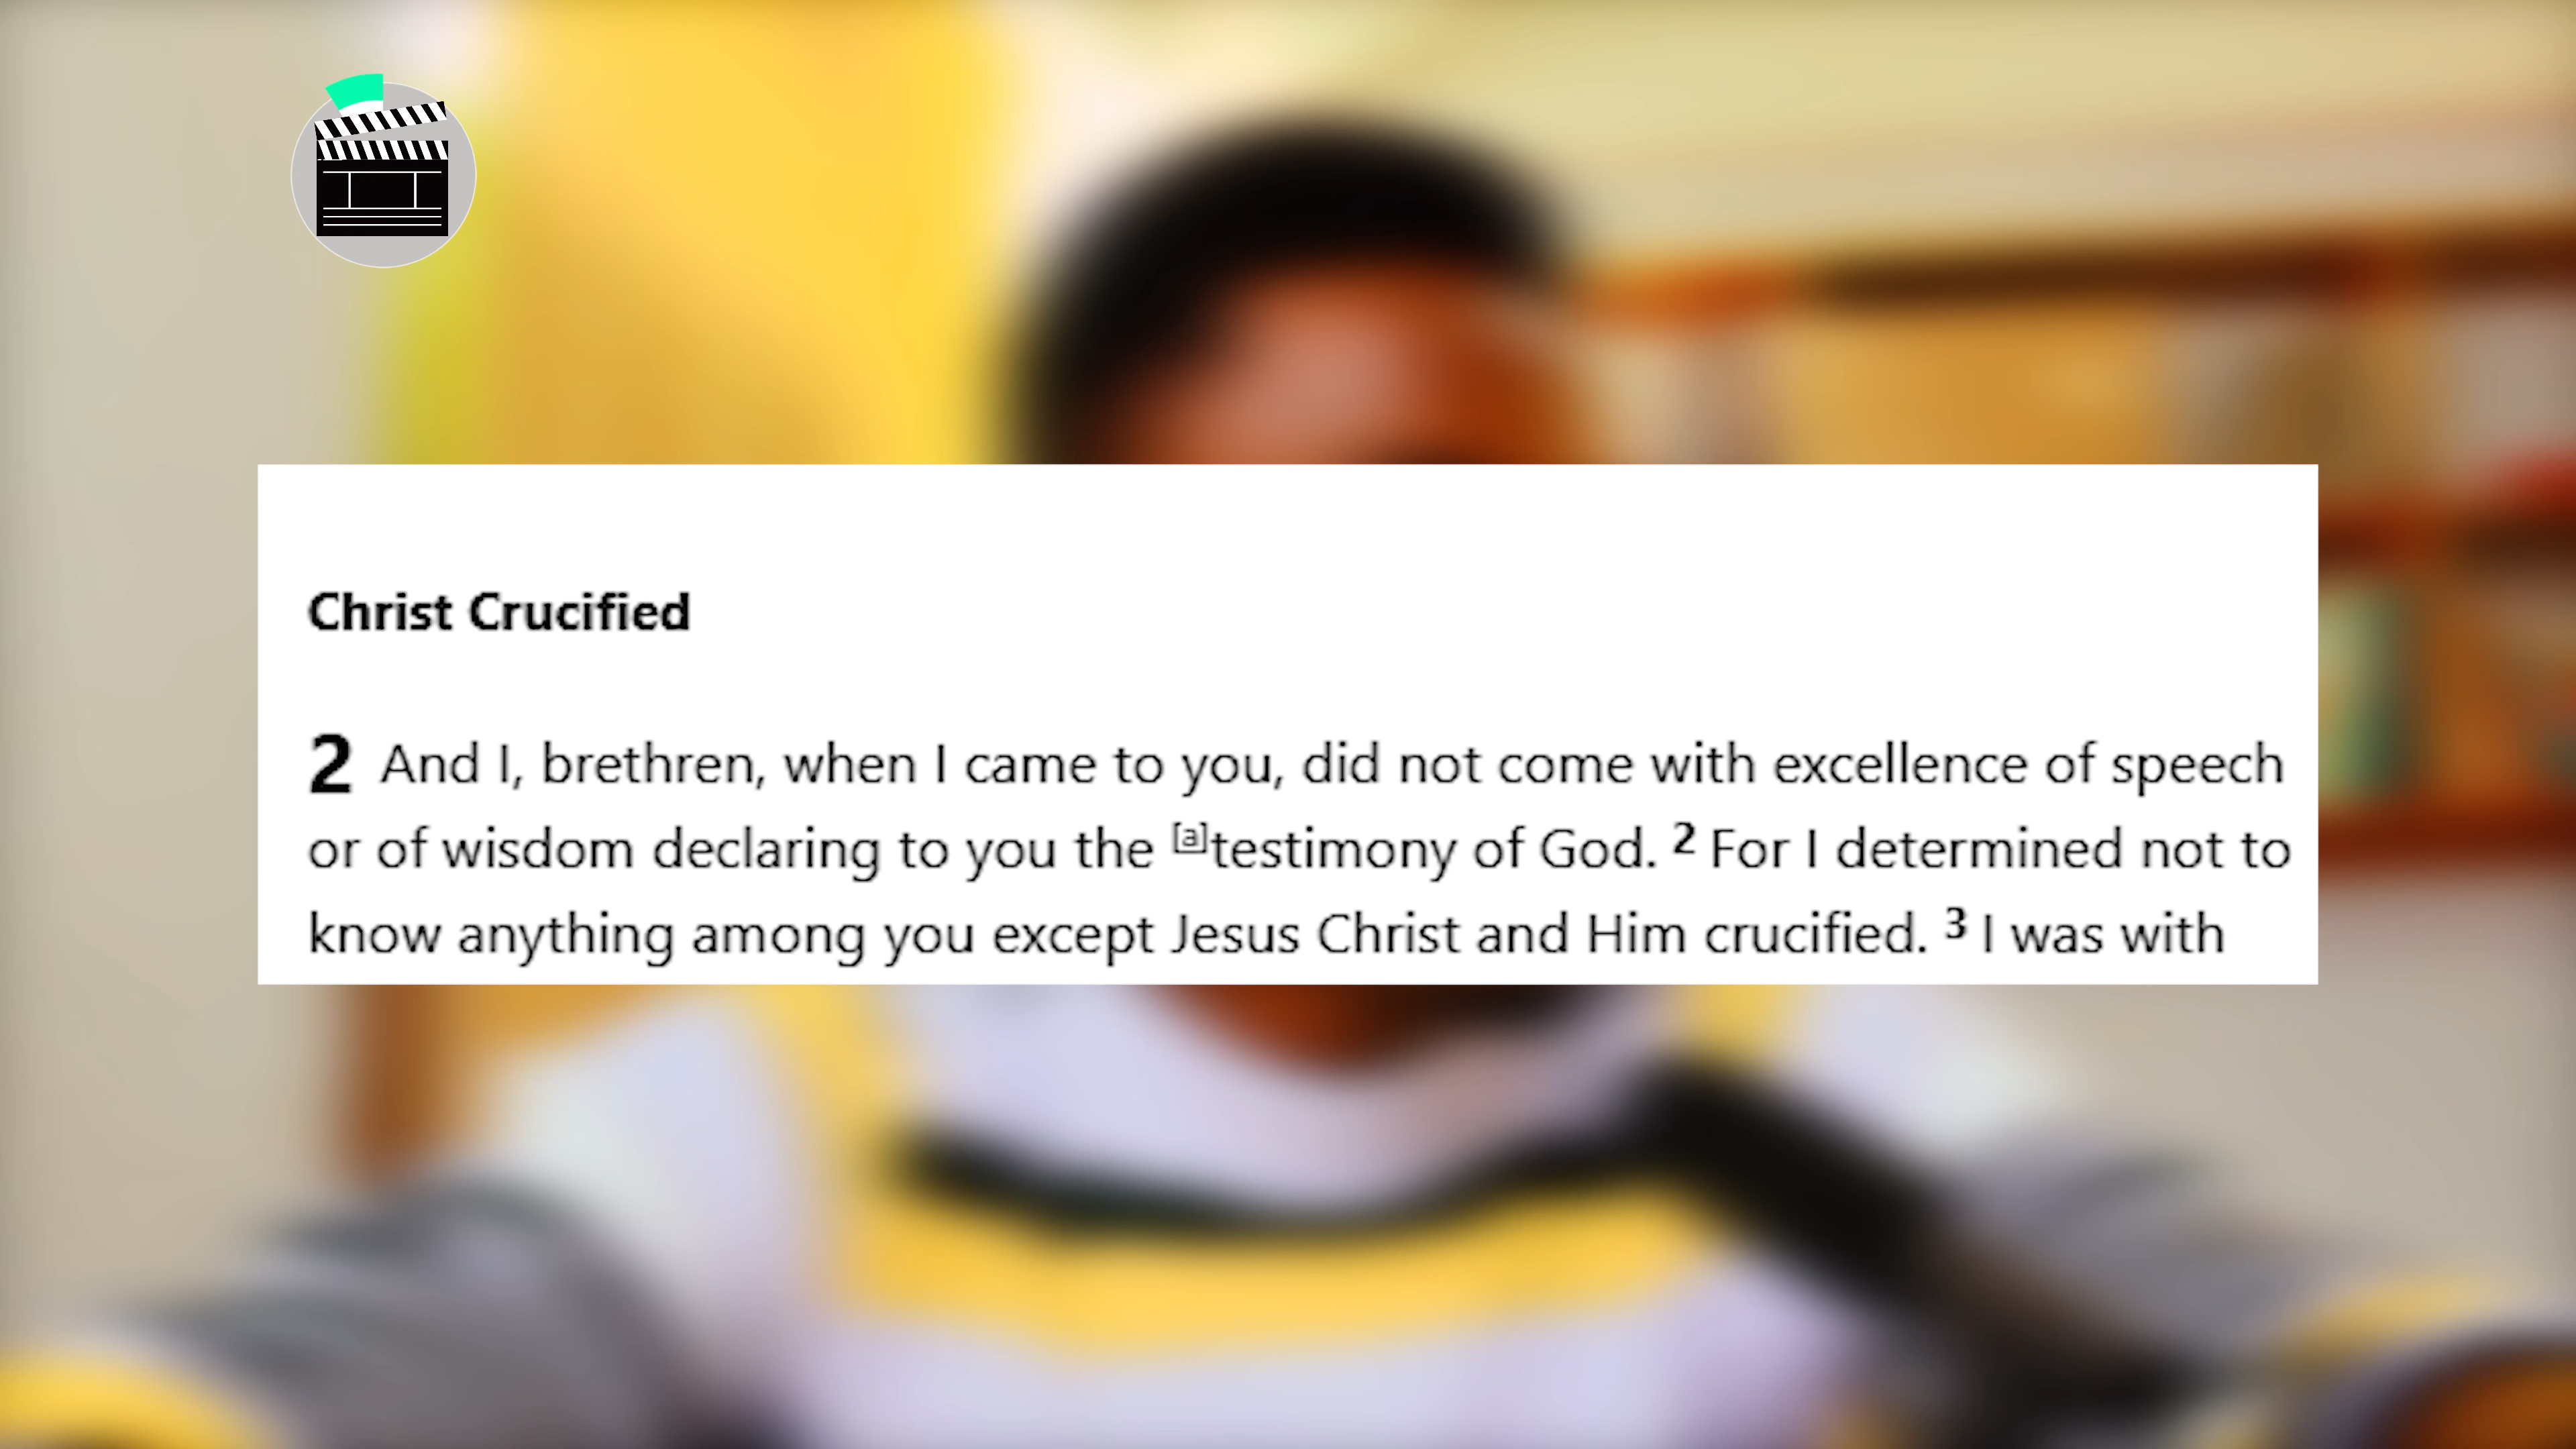 Christ Crucified
2 And I, brethren, when I came to you, did not come with excellence of speech
or of wisdom declaring to you the [a]testimony of God. 2 For I determined not to
know anything among you except Jesus Christ and Him crucified. 3 I was with